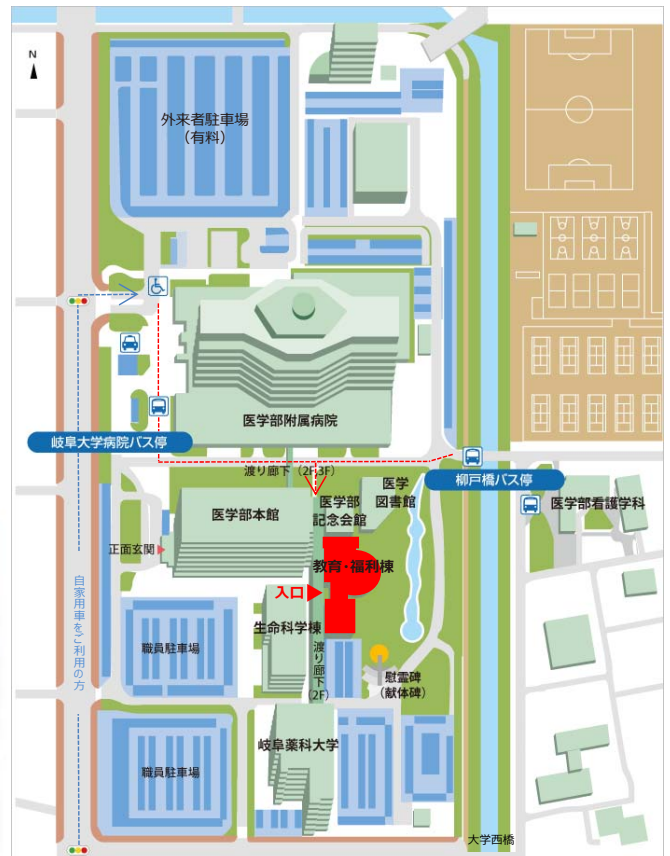 N
外来者駐車場
（有料）
医学部附属病院
岐阜大学病院バス停
渡り廊下（2F,3F）
柳戸橋バス停
医学部本館
医学部
記念会館
医学
図書館
医学部看護学科
正面玄関
教育・福利棟
入口
自家用車をご利用の方
生命科学棟
職員駐車場
渡り廊下（2F）
慰霊碑
（献体碑）
岐阜薬科大学
職員駐車場
大学西橋